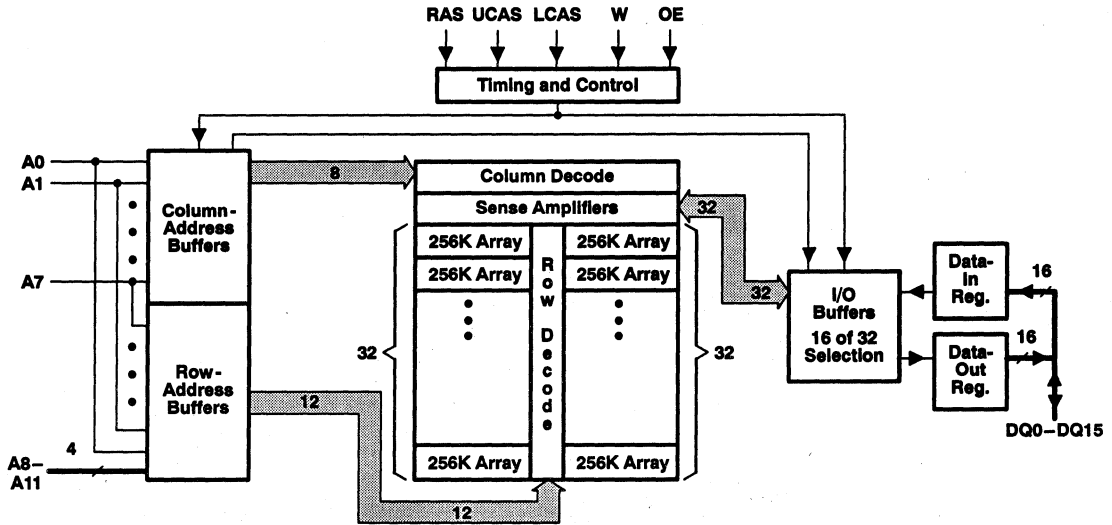 RAS UCAS LCAS W OE
Timing and Control
A0
A1
A7
4
A8–
A11
Column-
Address
Buffers
Row-
Address
Buffers
8
12
12
Column Decode
Sense Amplifiers
256K Array
256K Array
256K Array
256K Array
256K Array
256K Array
Row Decode
32
32
32
32
I/O
Buffers
16 of 32
Selection
Data-
In
Reg.
16
Data-
Out
Reg.
16
DQ0–DQ15